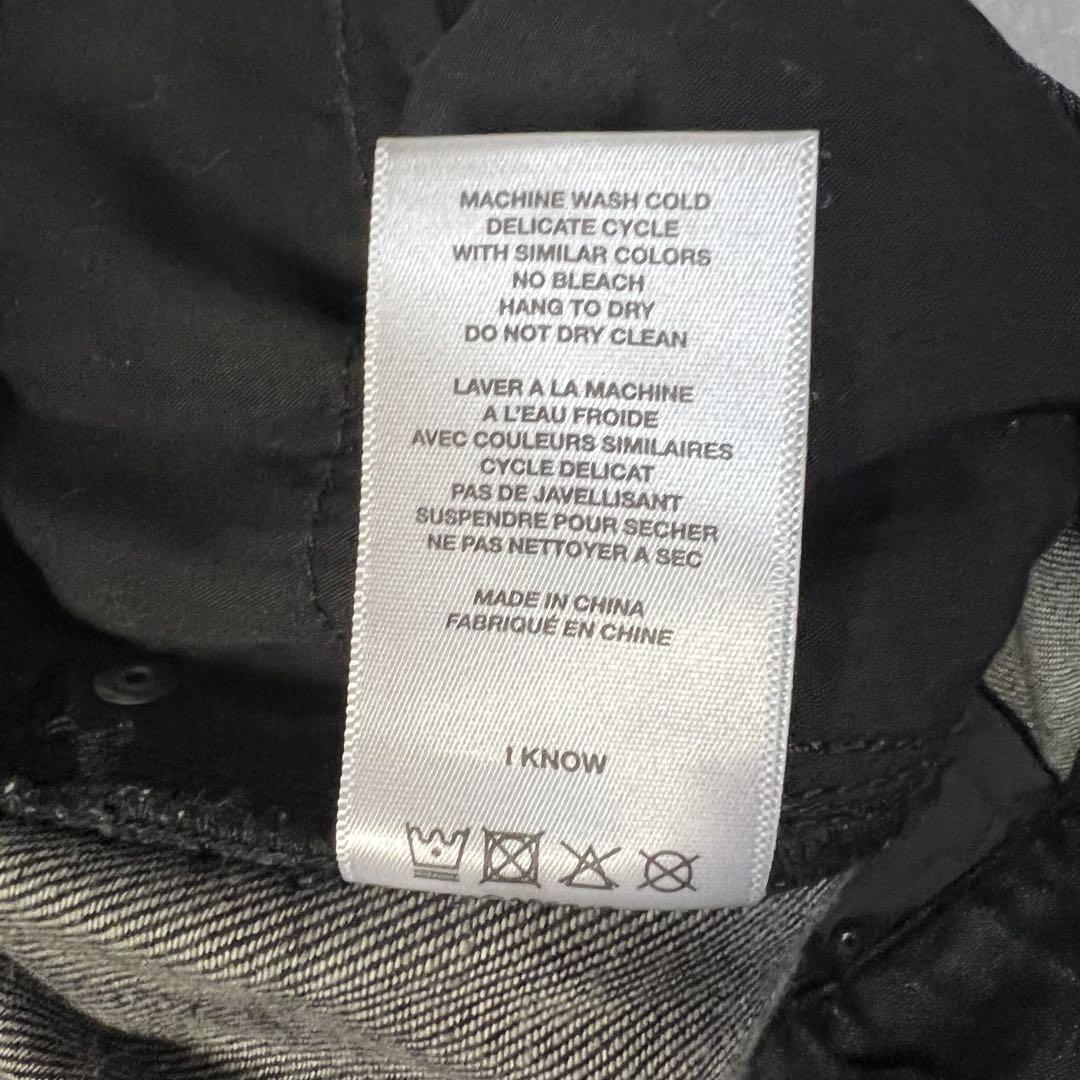 MACHINE WASH COLD
DELICATE CYCLE
WITH SIMILAR COLORS
NO BLEACH
HANG TO DRY
DO NOT DRY CLEAN
LAVER A LA MACHINE
A L'EAU FROIDE
AVEC COULEURS SIMILAIRES
CYCLE DELICAT
PAS DE JAVELLISANT
SUSPENDRE POUR SECHER
NE PAS NETTOYER A SEC
MADE IN CHINA
FABRIQUÉ EN CHINE
I KNOW